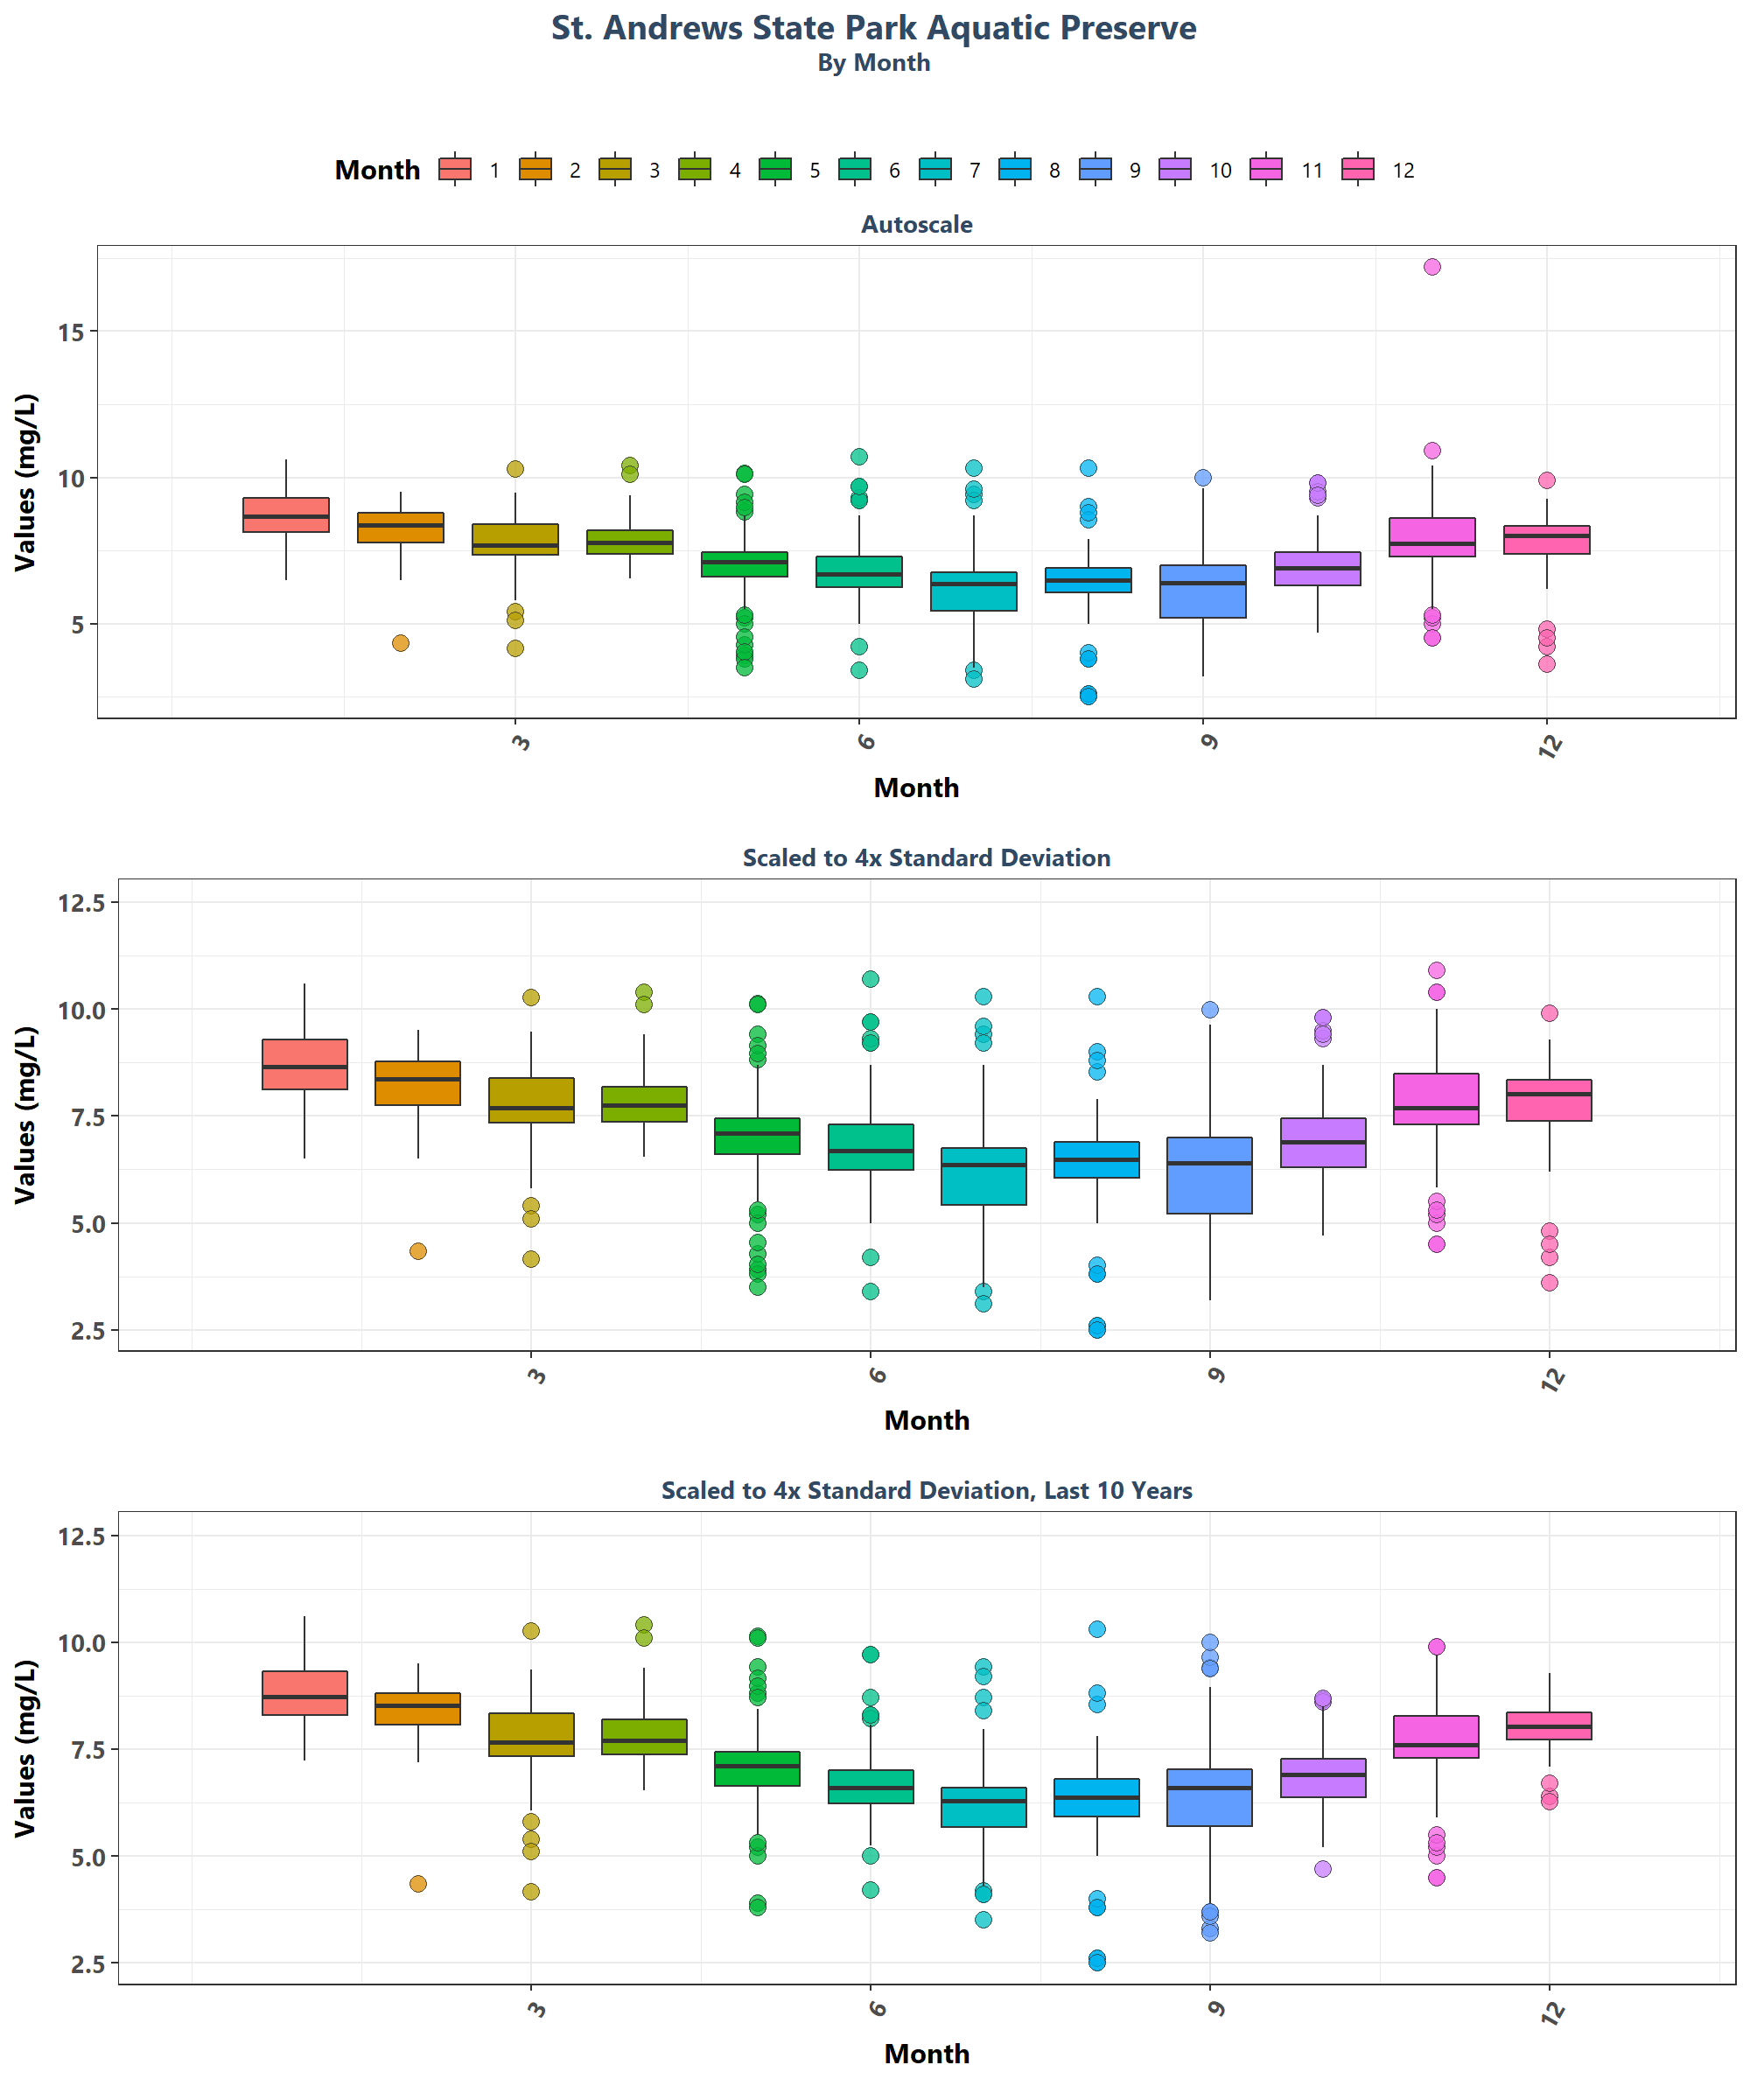 St. Andrews State Park Aquatic Preserve
By Month
Month 1 2 3 4 5 6 7 8 9 10 11 12
Autoscale
Values (mg/L)
15
10
5
3 6 9 12
Month
Scaled to 4x Standard Deviation
Values (mg/L)
12.5
10.0
7.5
5.0
2.5
3 6 9 12
Month
Scaled to 4x Standard Deviation, Last 10 Years
Values (mg/L)
12.5
10.0
7.5
5.0
2.5
3 6 9 12
Month